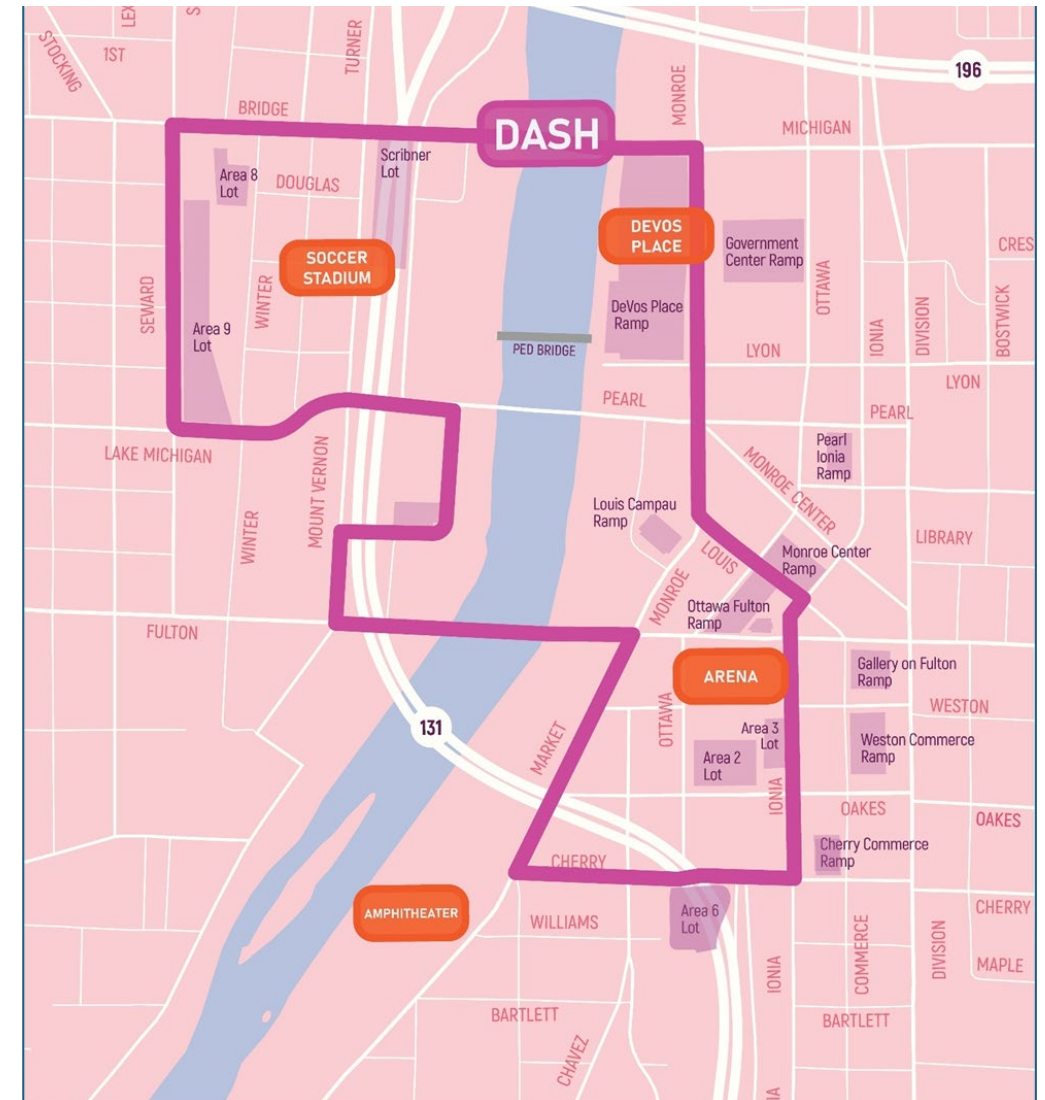 LEX
S
STOCKING
1ST
TURNER
MONROE
196
BRIDGE
DASH
MICHIGAN
Scribner
Lot
Area 8
Lot
DOUGLAS
DEVOS
PLACE
Government
Center Ramp
CRES
SOCCER
STADIUM
SEWARD
WINTER
OTTAWA
IONIA
DIVISION
BOSTWICK
Area 9
Lot
DeVos Place
Ramp
PED BRIDGE
LYON
LYON
PEARL
PEARL
LAKE MICHIGAN
MOUNT VERNON
Pearl
Ionia
Ramp
MONROE CENTER
Louis Campau
Ramp
WINTER
LOUIS
LIBRARY
Monroe Center
Ramp
MONROE
Ottawa Fulton
Ramp
FULTON
Gallery on Fulton
Ramp
ARENA
WESTON
OTTAWA
131
MARKET
Area 3
Lot
Area 2
Lot
Weston Commerce
Ramp
IONIA
OAKES
OAKES
CHERRY
Cherry Commerce
Ramp
AMPHITHEATER
WILLIAMS
Area 6
Lot
CHERRY
IONIA
COMMERCE
DIVISION
MAPLE
BARTLETT
BARTLETT
CHAVEZ
IA